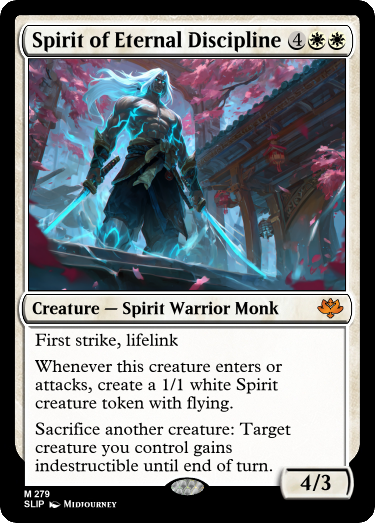 Spirit of Eternal Discipline 4
Creature — Spirit Warrior Monk
First strike, lifelink
Whenever this creature enters or
attacks, create a 1/1 white Spirit
creature token with flying.
Sacrifice another creature: Target
creature you control gains
indestructible until end of turn.
4/3
M 279
SLIP Midjourney